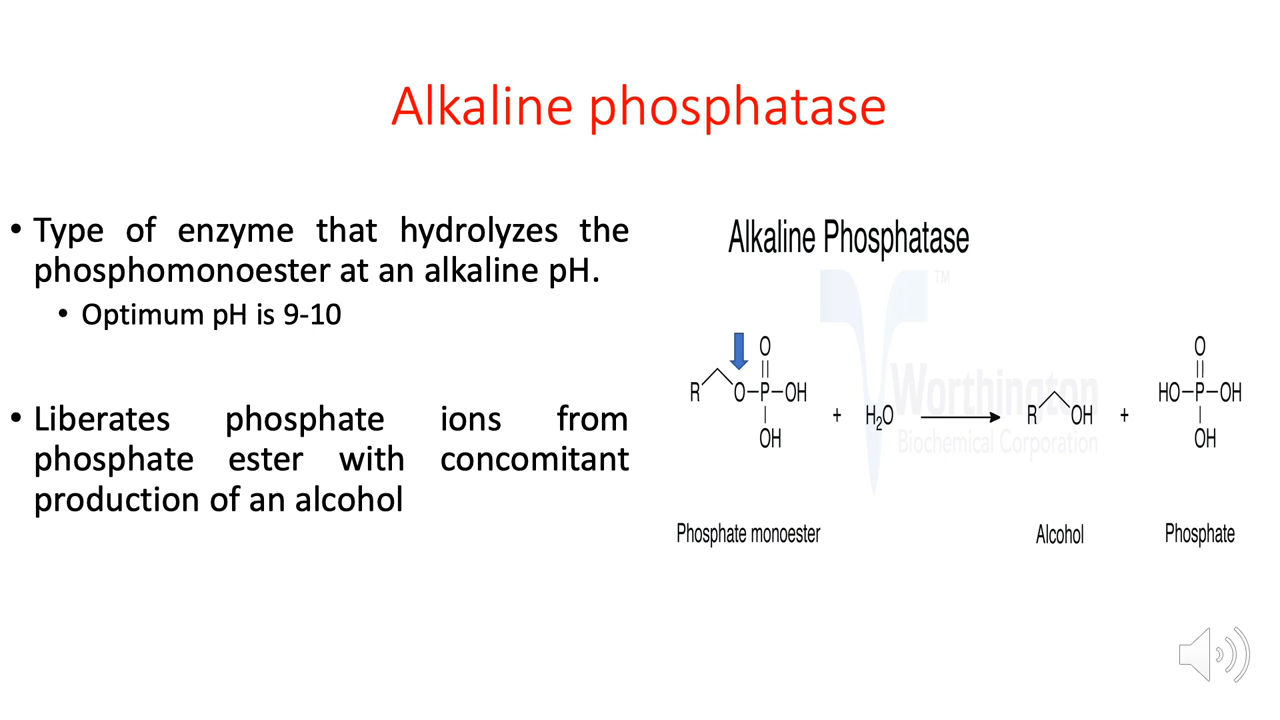 Alkaline phosphatase
• Type of enzyme that hydrolyzes the
phosphomonoester at an alkaline pH.
• Optimum pH is 9-10
• Liberates phosphate ions from
phosphate ester with concomitant
production of an alcohol
Alkaline Phosphatase
TM
Worthington
Biochemical Corporation
O
R O–P–OH
OH
+ H₂O
R OH +
O
HO–P–OH
OH
Phosphate monoester
Alcohol
Phosphate